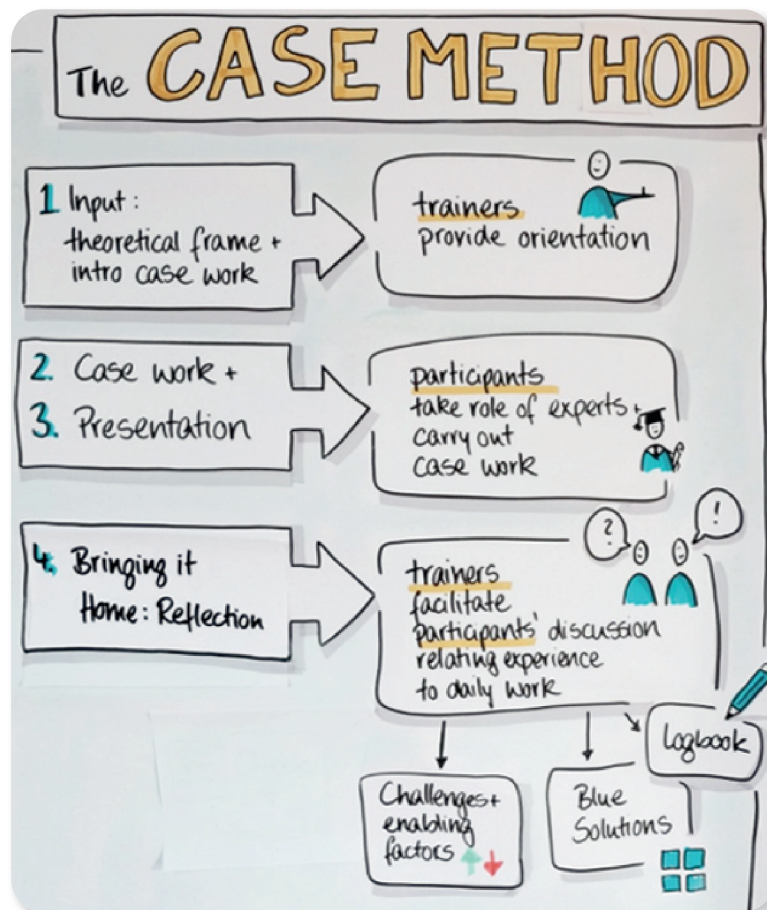 The CASE METHOD
1 Input:
theoretical frame +
intro case work
trainers
provide orientation
2. Case work +
3. Presentation
participants
take role of experts +
carry out
case work
4. Bringing it
Home: Reflection
? !
trainers
facilitate
participants' discussion
relating experience
to daily work
Logbook
Challenges +
enabling
factors
Blue
Solutions